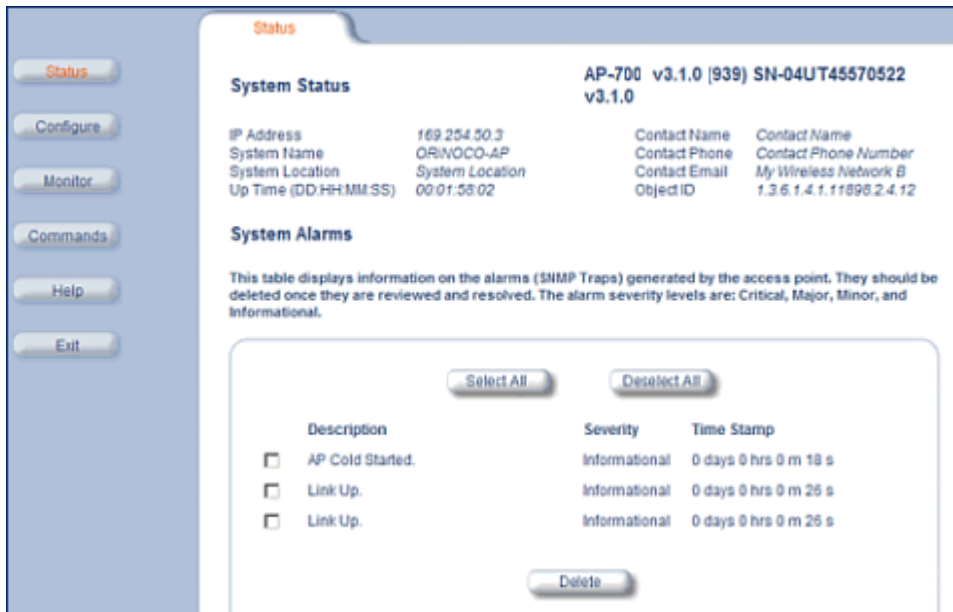 Status
Status
Configure
Monitor
Commands
Help
Exit
System Status
AP-700 v3.1.0 (939) SN-04UT45570522
v3.1.0
IP Address 169.254.50.3 Contact Name Contact Name
System Name ORiNOCO-AP Contact Phone Contact Phone Number
System Location System Location Contact Email My Wireless Network B
Up Time (DD:HH:MM:SS) 00:01:58:02 Object ID 1.3.6.1.4.1.11898.2.4.12
System Alarms
This table displays information on the alarms (SNMP Traps) generated by the access point. They should be
deleted once they are reviewed and resolved. The alarm severity levels are: Critical, Major, Minor, and
Informational.
Select All Deselect All
Description Severity Time Stamp
AP Cold Started. Informational 0 days 0 hrs 0 m 18 s
Link Up. Informational 0 days 0 hrs 0 m 26 s
Link Up. Informational 0 days 0 hrs 0 m 26 s
Delete